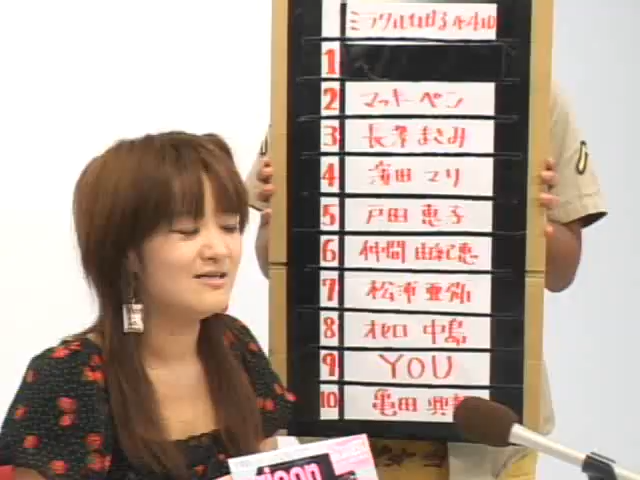 1
2 マッキーペン
3 長澤まさみ
4 濱田マリ
5 戸田恵子
6 仲間由紀恵
7 松浦亜弥
8 オセロ 中島
9 YOU
10 亀田興